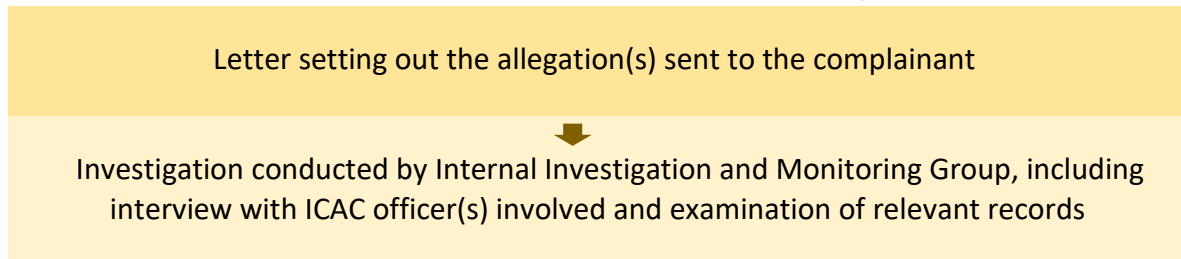 Letter setting out the allegation(s) sent to the complainant
Investigation conducted by Internal Investigation and Monitoring Group, including
interview with ICAC officer(s) involved and examination of relevant records